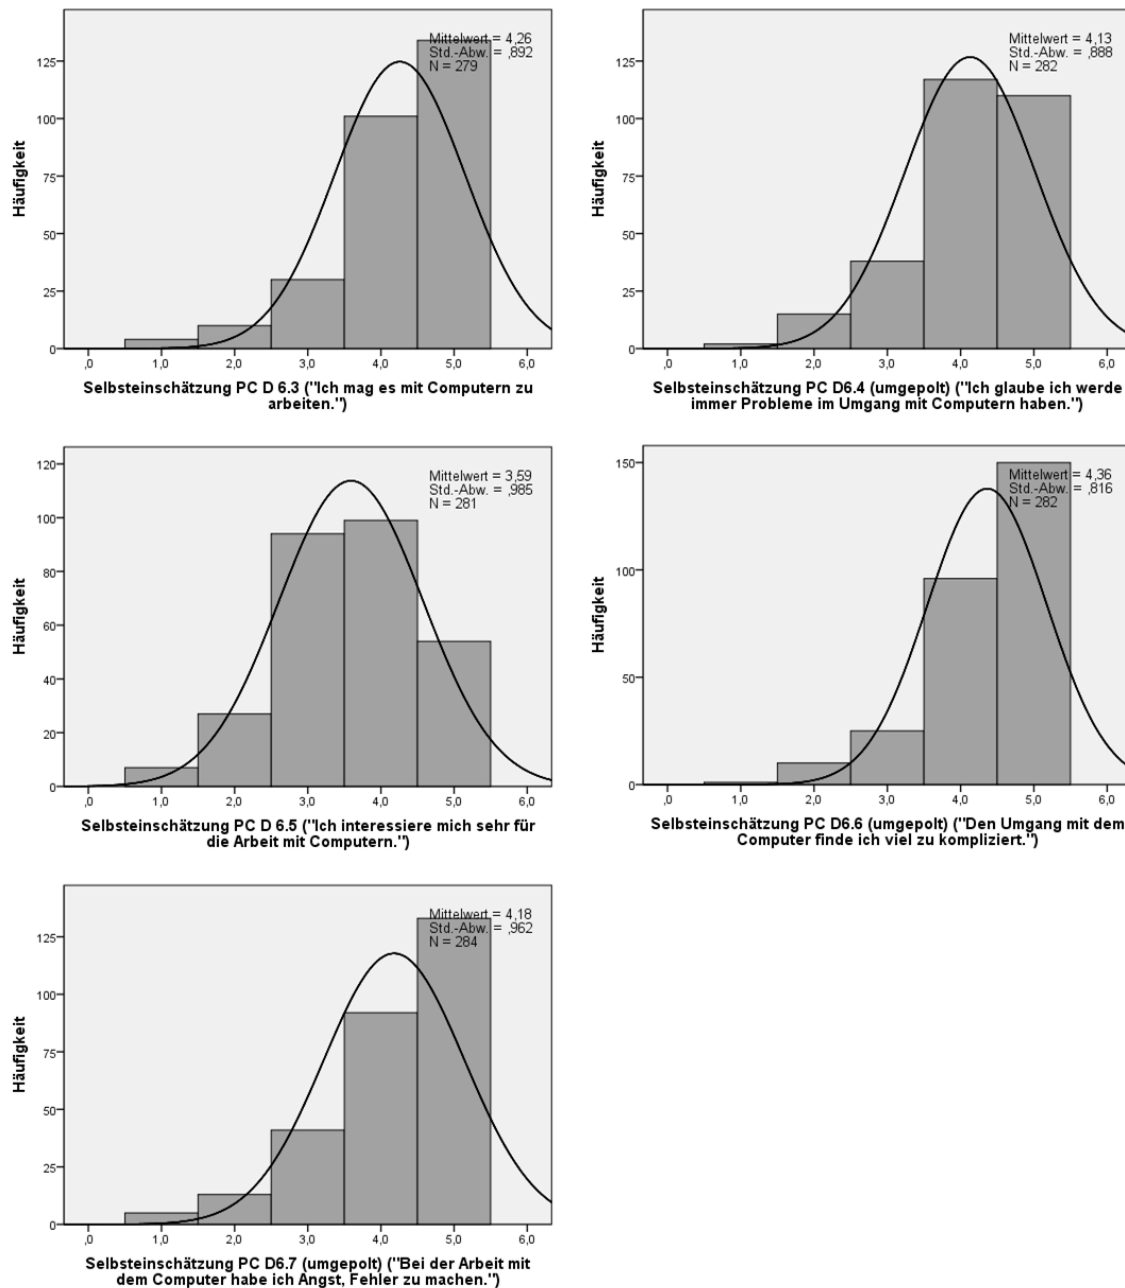 Mittelwert = 4,26
Std.-Abw. = ,892
N = 279
Häufigkeit
125
100
75
50
25
0
,0 1,0 2,0 3,0 4,0 5,0 6,0
Selbsteinschätzung PC D 6.3 ("Ich mag es mit Computern zu
arbeiten.")
Mittelwert = 4,13
Std.-Abw. = ,888
N = 282
Häufigkeit
125
100
75
50
25
0
,0 1,0 2,0 3,0 4,0 5,0 6,0
Selbsteinschätzung PC D6.4 (umgepolt) ("Ich glaube ich werde
immer Probleme im Umgang mit Computern haben.")
Mittelwert = 3,59
Std.-Abw. = ,985
N = 281
Häufigkeit
120
100
80
60
40
20
0
,0 1,0 2,0 3,0 4,0 5,0 6,0
Selbsteinschätzung PC D 6.5 ("Ich interessiere mich sehr für
die Arbeit mit Computern.")
Mittelwert = 4,36
Std.-Abw. = ,816
N = 282
Häufigkeit
150
100
50
0
,0 1,0 2,0 3,0 4,0 5,0 6,0
Selbsteinschätzung PC D6.6 (umgepolt) ("Den Umgang mit dem
Computer finde ich viel zu kompliziert.")
Mittelwert = 4,18
Std.-Abw. = ,962
N = 284
Häufigkeit
125
100
75
50
25
0
,0 1,0 2,0 3,0 4,0 5,0 6,0
Selbsteinschätzung PC D6.7 (umgepolt) ("Bei der Arbeit mit
dem Computer habe ich Angst, Fehler zu machen.")